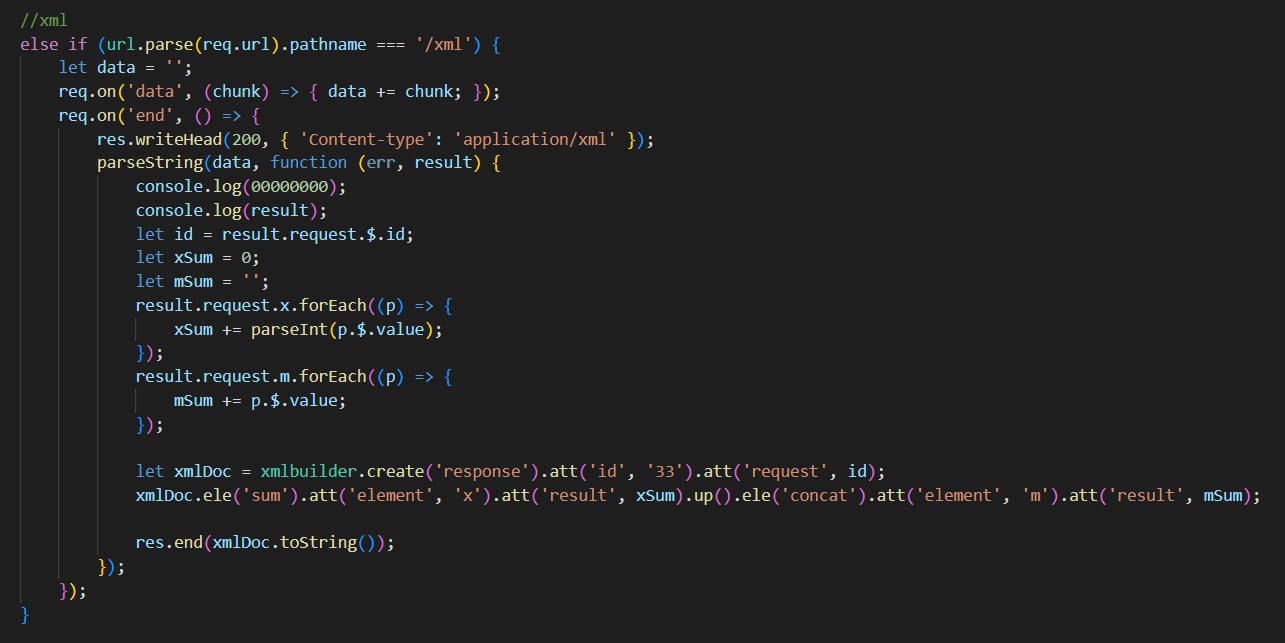 //xml
else if (url.parse(req.url).pathname === '/xml') {
    let data = '';
    req.on('data', (chunk) => { data += chunk; });
    req.on('end', () => {
        res.writeHead(200, { 'Content-type': 'application/xml' });
        parseString(data, function (err, result) {
            console.log(00000000);
            console.log(result);
            let id = result.request.$.id;
            let xSum = 0;
            let mSum = '';
            result.request.x.forEach((p) => {
                xSum += parseInt(p.$.value);
            });
            result.request.m.forEach((p) => {
                mSum += p.$.value;
            });

            let xmlDoc = xmlbuilder.create('response').att('id', '33').att('request', id);
            xmlDoc.ele('sum').att('element', 'x').att('result', xSum).up().ele('concat').att('element', 'm').att('result', mSum);

            res.end(xmlDoc.toString());
        });
    });
}